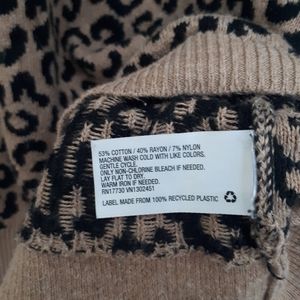 53% COTTON / 40% RAYON / 7% NYLON
MACHINE WASH COLD WITH LIKE COLORS.
GENTLE CYCLE.
ONLY NON-CHLORINE BLEACH IF NEEDED.
LAY FLAT TO DRY.
WARM IRON IF NEEDED.
RN17730 VN1302451
LABEL MADE FROM 100% RECYCLED PLASTIC